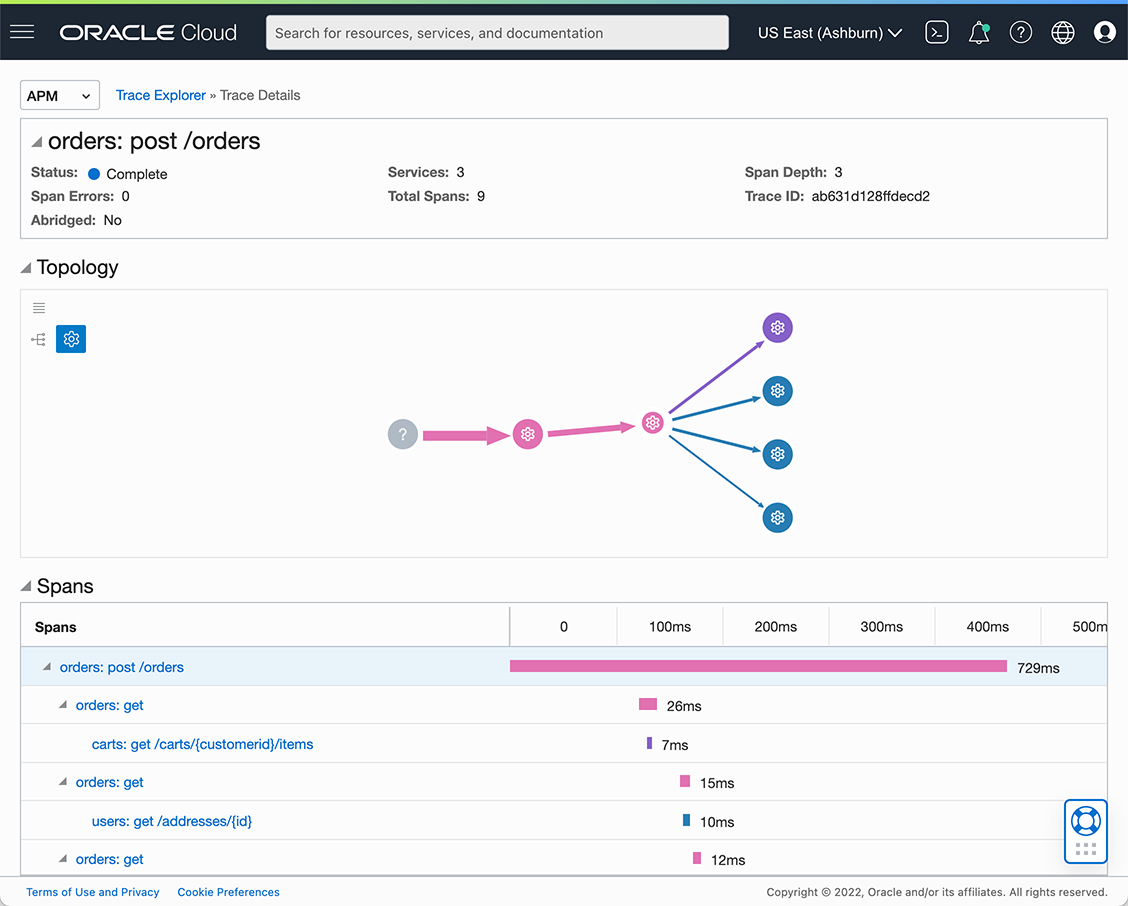 ORACLE Cloud
Search for resources, services, and documentation
US East (Ashburn)
APM
Trace Explorer » Trace Details
orders: post /orders
Status: Complete
Services: 3
Span Depth: 3
Span Errors: 0
Total Spans: 9
Trace ID: ab631d128ffdecd2
Abridged: No
Topology
?
Spans
Spans 0 100ms 200ms 300ms 400ms 500m
orders: post /orders 729ms
orders: get 26ms
carts: get /carts/{customerid}/items 7ms
orders: get 15ms
users: get /addresses/{id} 10ms
orders: get 12ms
Terms of Use and Privacy Cookie Preferences
Copyright © 2022, Oracle and/or its affiliates. All rights reserved.